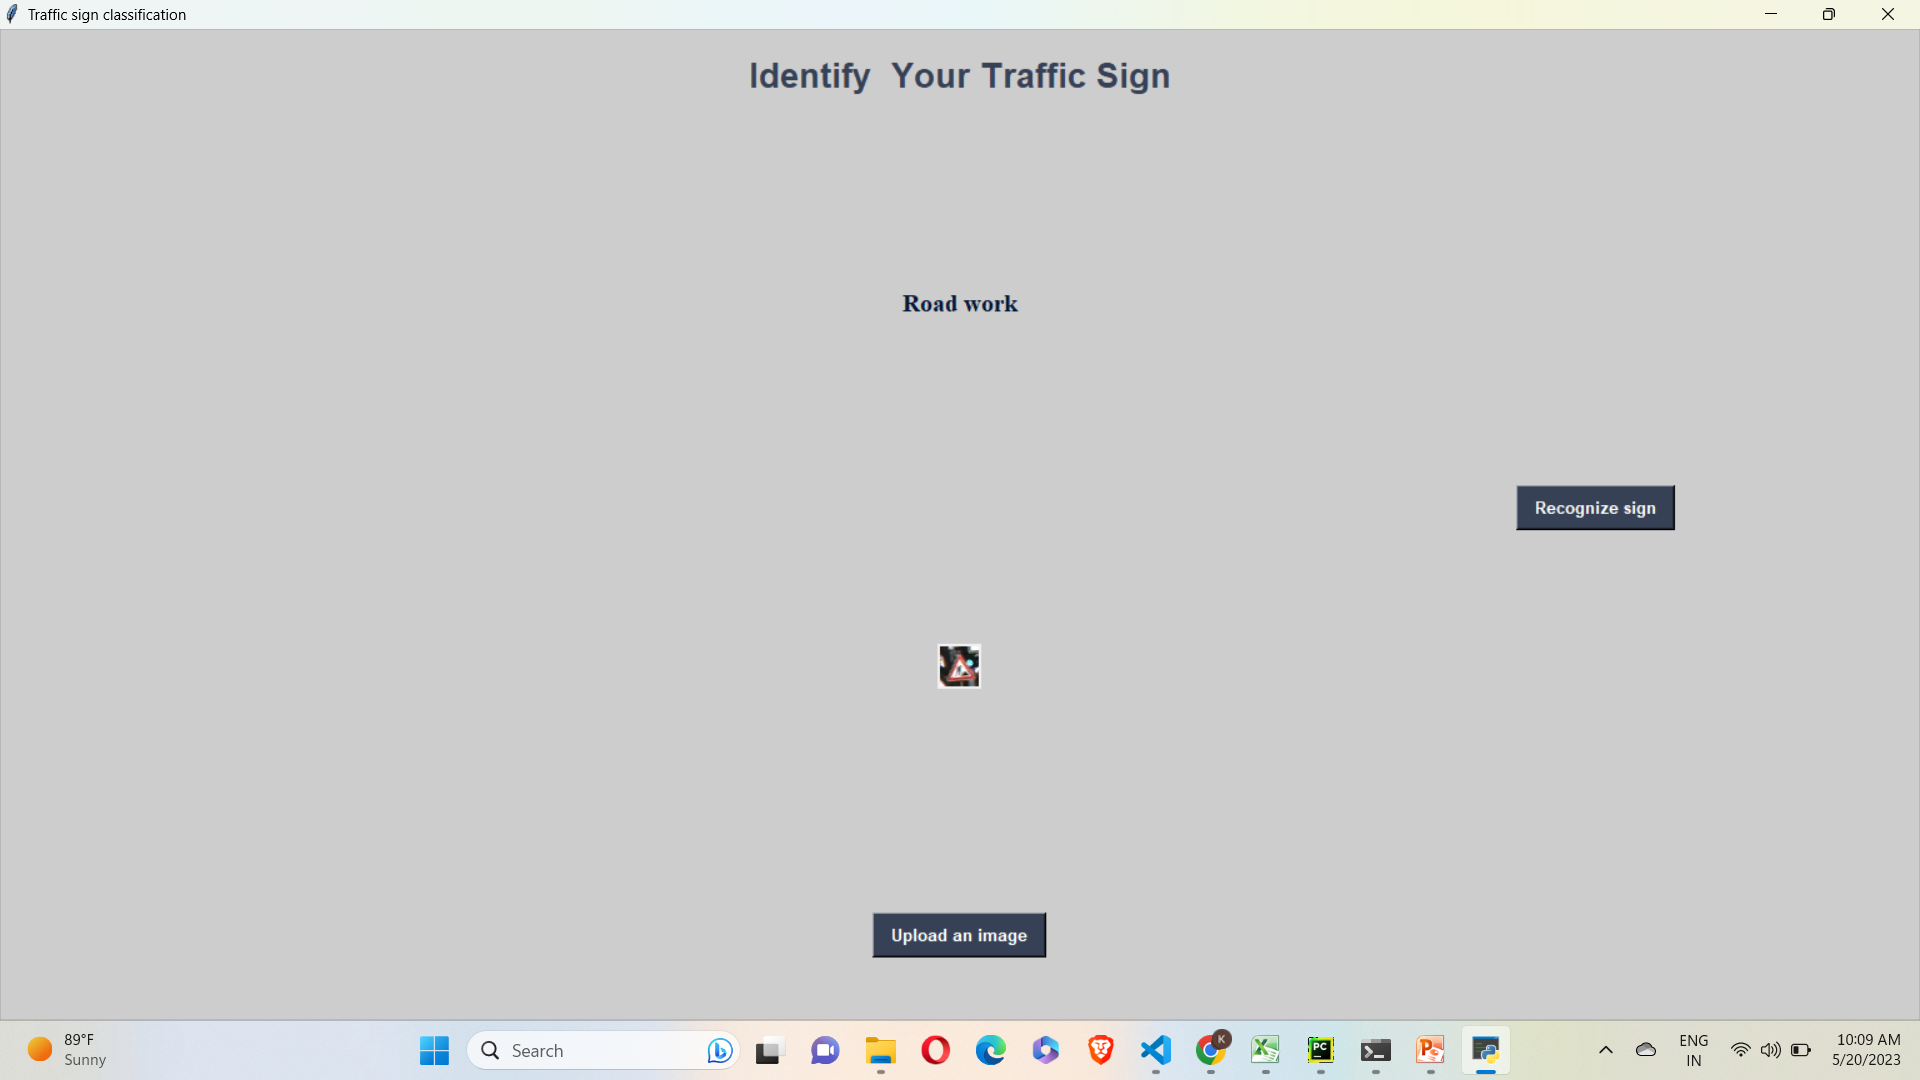 Traffic sign classification
Identify  Your Traffic Sign
Road work
Recognize sign
Upload an image
89°F
Sunny
Search
K
PC
ENG
IN
10:09 AM
5/20/2023